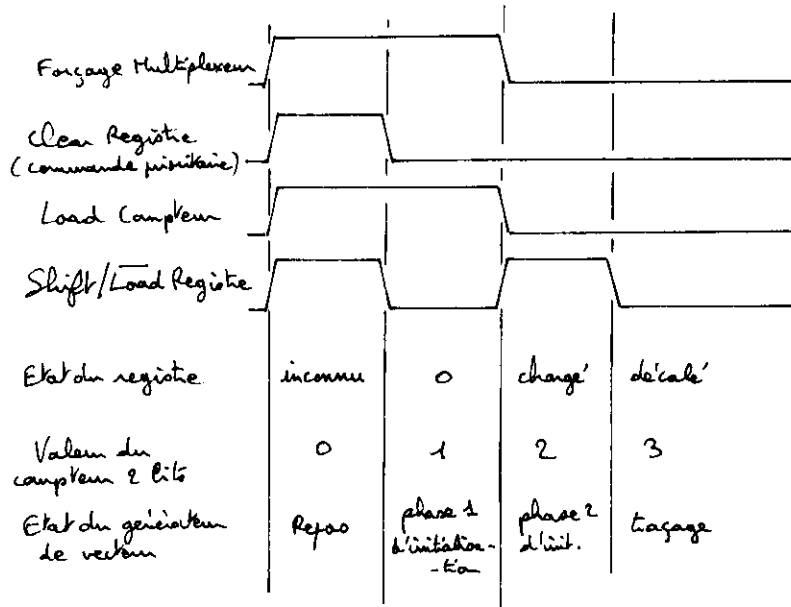 Forçage Multiplexeur
Clear Registre
(commande prioritaire)
Load Compteur
Shift/Load Registre
Etat du registre inconnu 0 chargé décalé
Valeur du
compteur 2 bits 0 1 2 3
Etat du générateur
de vecteur Repos phase 1
d'initialisa-
-tion phase 2
d'init. traçage